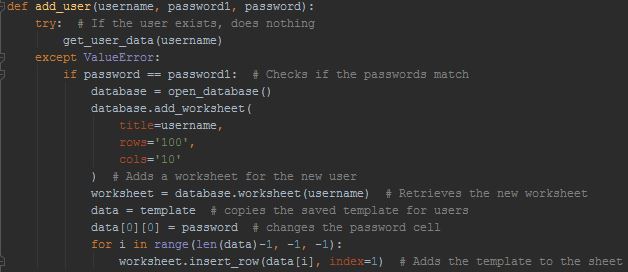 def add_user(username, password1, password):
    try:  # If the user exists, does nothing
        get_user_data(username)
    except ValueError:
        if password == password1:  # Checks if the passwords match
            database = open_database()
            database.add_worksheet(
                title=username,
                rows='100',
                cols='10'
            )  # Adds a worksheet for the new user
            worksheet = database.worksheet(username)  # Retrieves the new worksheet
            data = template  # copies the saved template for users
            data[0][0] = password  # changes the password cell
            for i in range(len(data)-1, -1, -1):
                worksheet.insert_row(data[i], index=1)  # Adds the template to the sheet